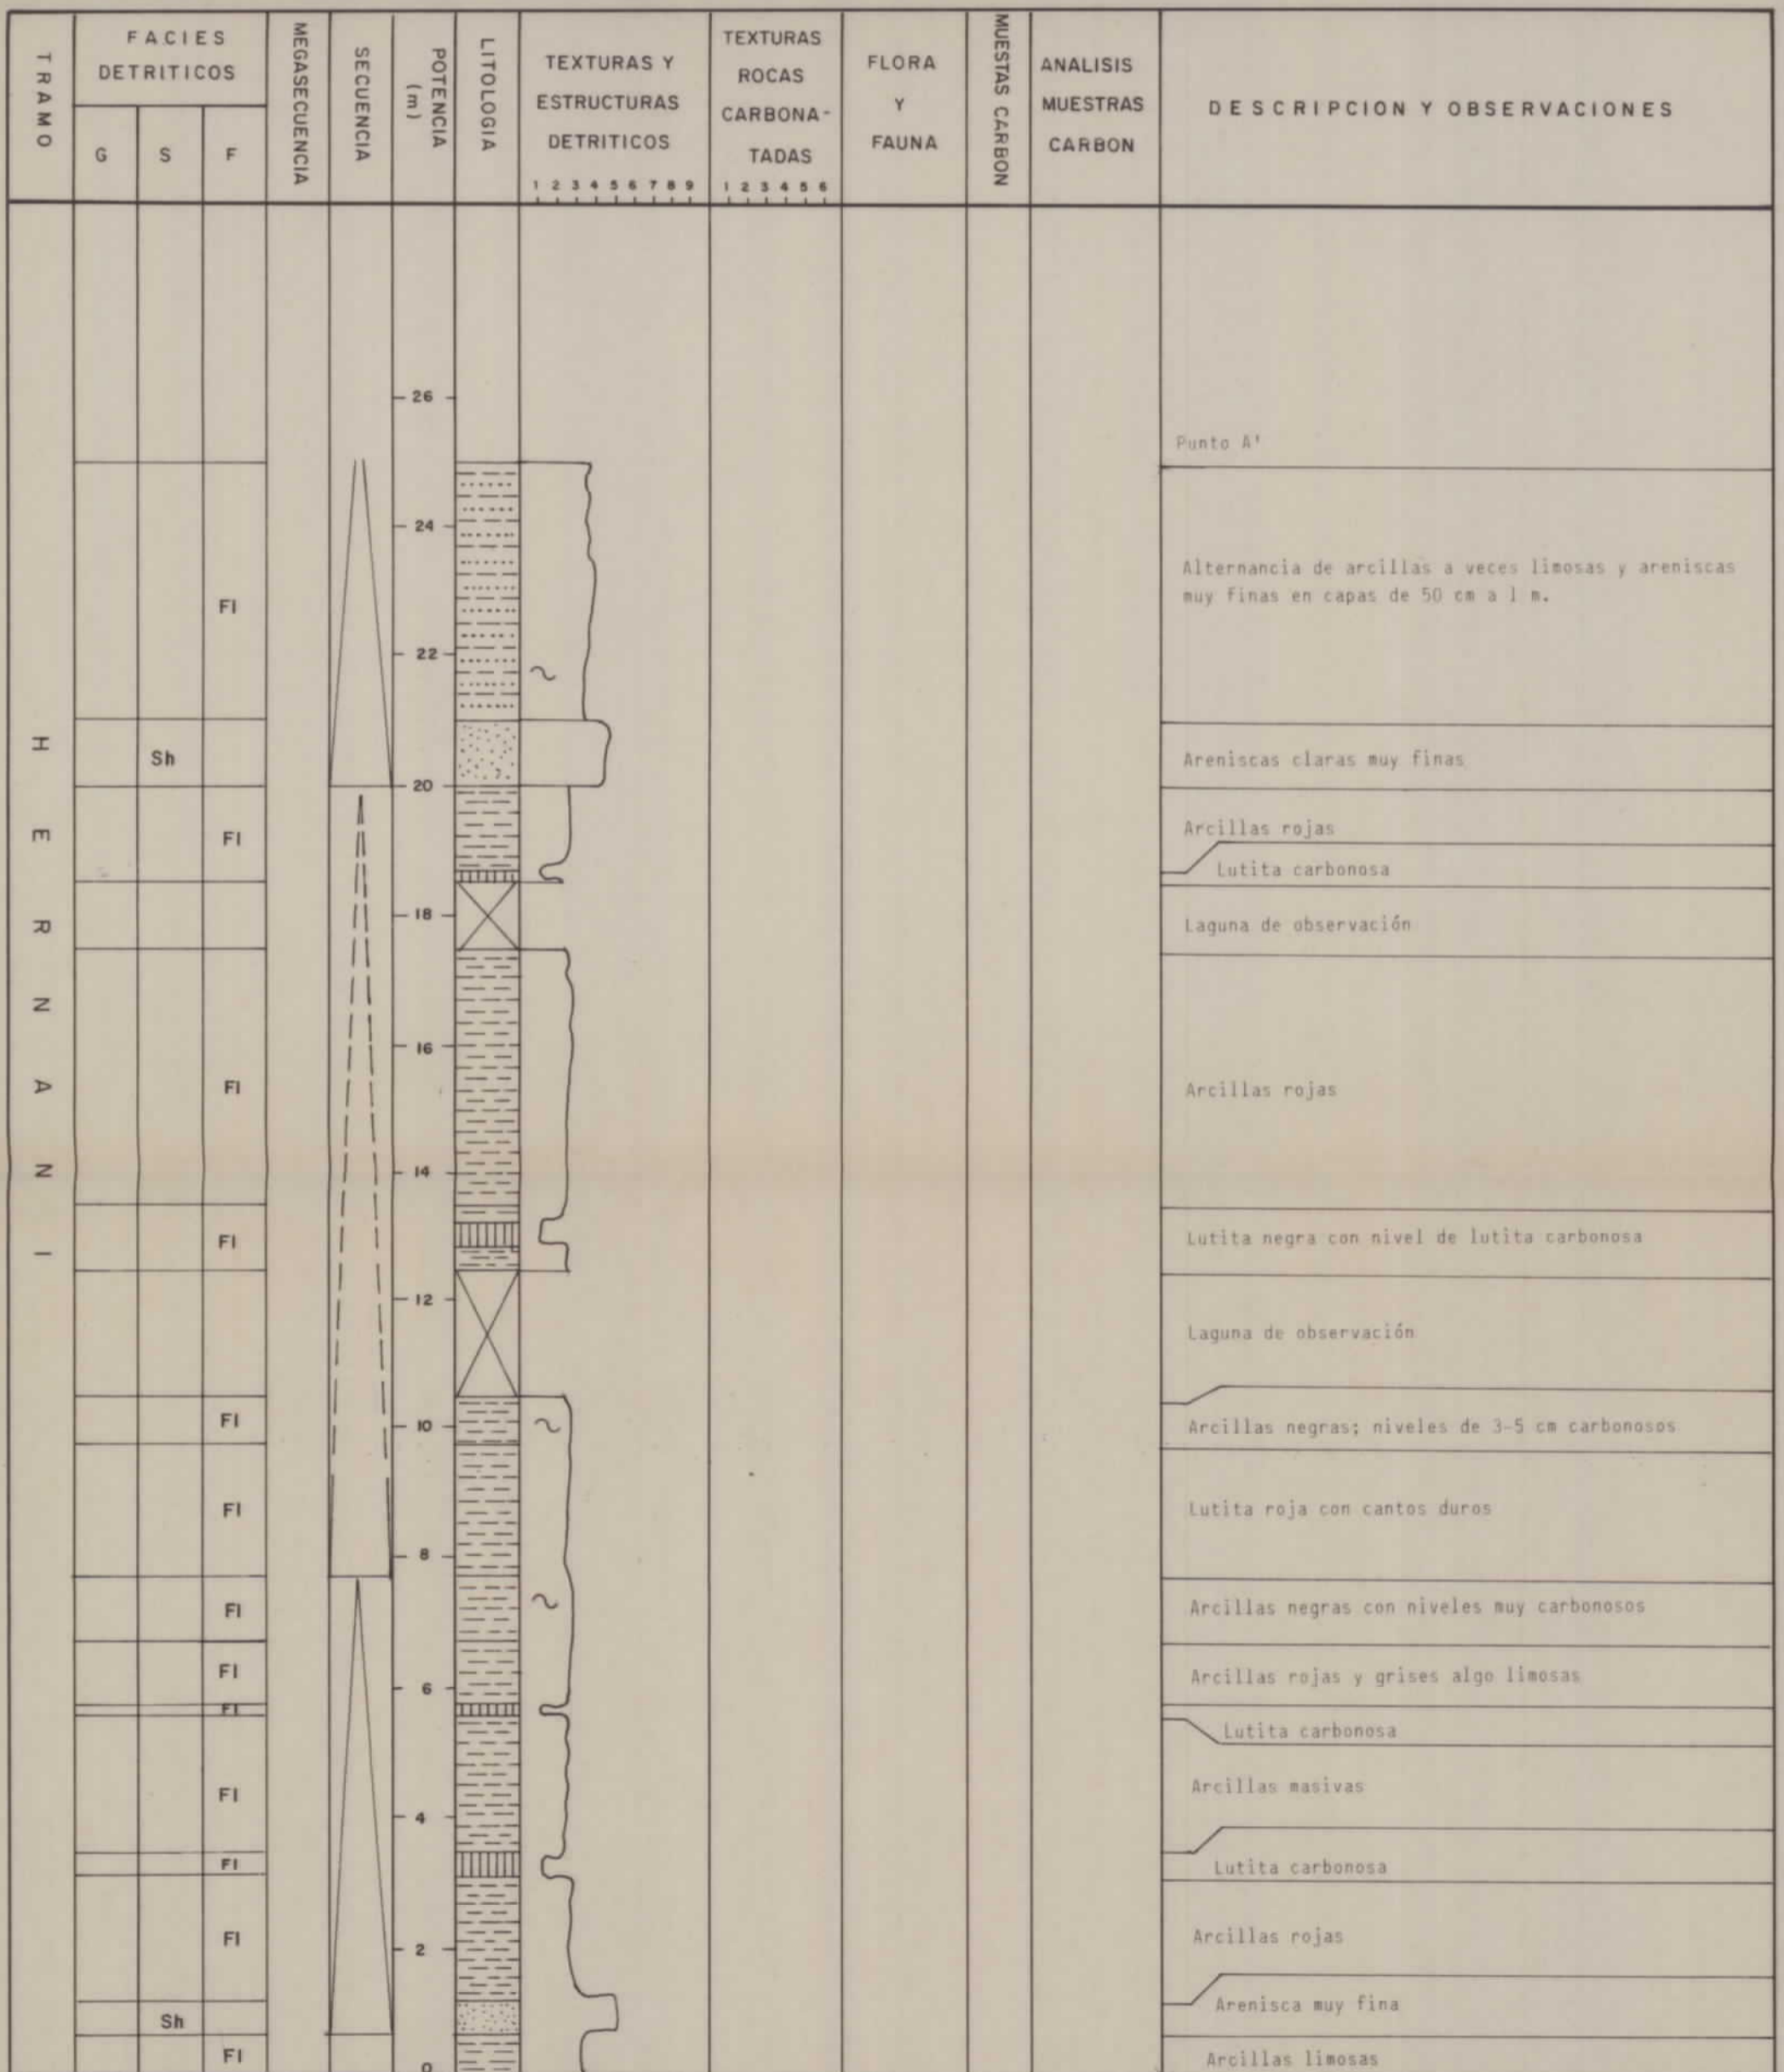 TRAMO
FACIES
DETRITICOS
G S F
MEGASECUENCIA
SECUENCIA
POTENCIA
(m)
LITOLOGIA
TEXTURAS Y
ESTRUCTURAS
DETRITICOS
1 2 3 4 5 6 7 8 9
TEXTURAS
ROCAS
CARBONA-
TADAS
1 2 3 4 5 6
FLORA
Y
FAUNA
MUESTAS CARBON
ANALISIS
MUESTRAS
CARBON
DESCRIPCION Y OBSERVACIONES
HERNANI
26
Punto A'
24
Fl
Alternancia de arcillas a veces limosas y areniscas
muy finas en capas de 50 cm a 1 m.
22
Sh
Areniscas claras muy finas
20
Fl
Arcillas rojas
Lutita carbonosa
18
Laguna de observación
16
Fl
Arcillas rojas
14
Fl
Lutita negra con nivel de lutita carbonosa
12
Laguna de observación
10
Fl
Arcillas negras; niveles de 3-5 cm carbonosos
Fl
Lutita roja con cantos duros
8
Fl
Arcillas negras con niveles muy carbonosos
Fl
Arcillas rojas y grises algo limosas
6
Fl
Lutita carbonosa
Fl
Arcillas masivas
4
Fl
Lutita carbonosa
Fl
Arcillas rojas
2
Sh
Arenisca muy fina
Fl
0
Arcillas limosas